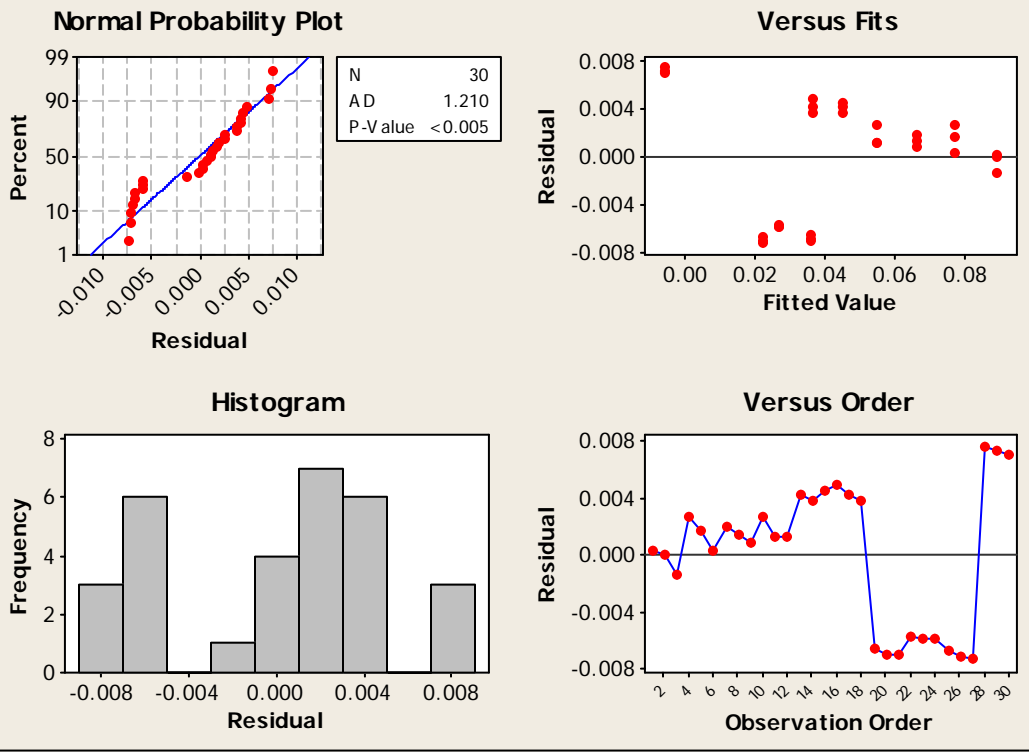 Normal Probability Plot
99
90
50
10
1
Percent
-0.010
-0.005
0.000
0.005
0.010
Residual
N 30
AD 1.210
P-Value <0.005
Versus Fits
0.008
0.004
0.000
-0.004
-0.008
Residual
0.00 0.02 0.04 0.06 0.08
Fitted Value
Histogram
8
6
4
2
0
Frequency
-0.008 -0.004 0.000 0.004 0.008
Residual
Versus Order
0.008
0.004
0.000
-0.004
-0.008
Residual
2 4 6 8 10 12 14 16 18 20 22 24 26 28 30
Observation Order